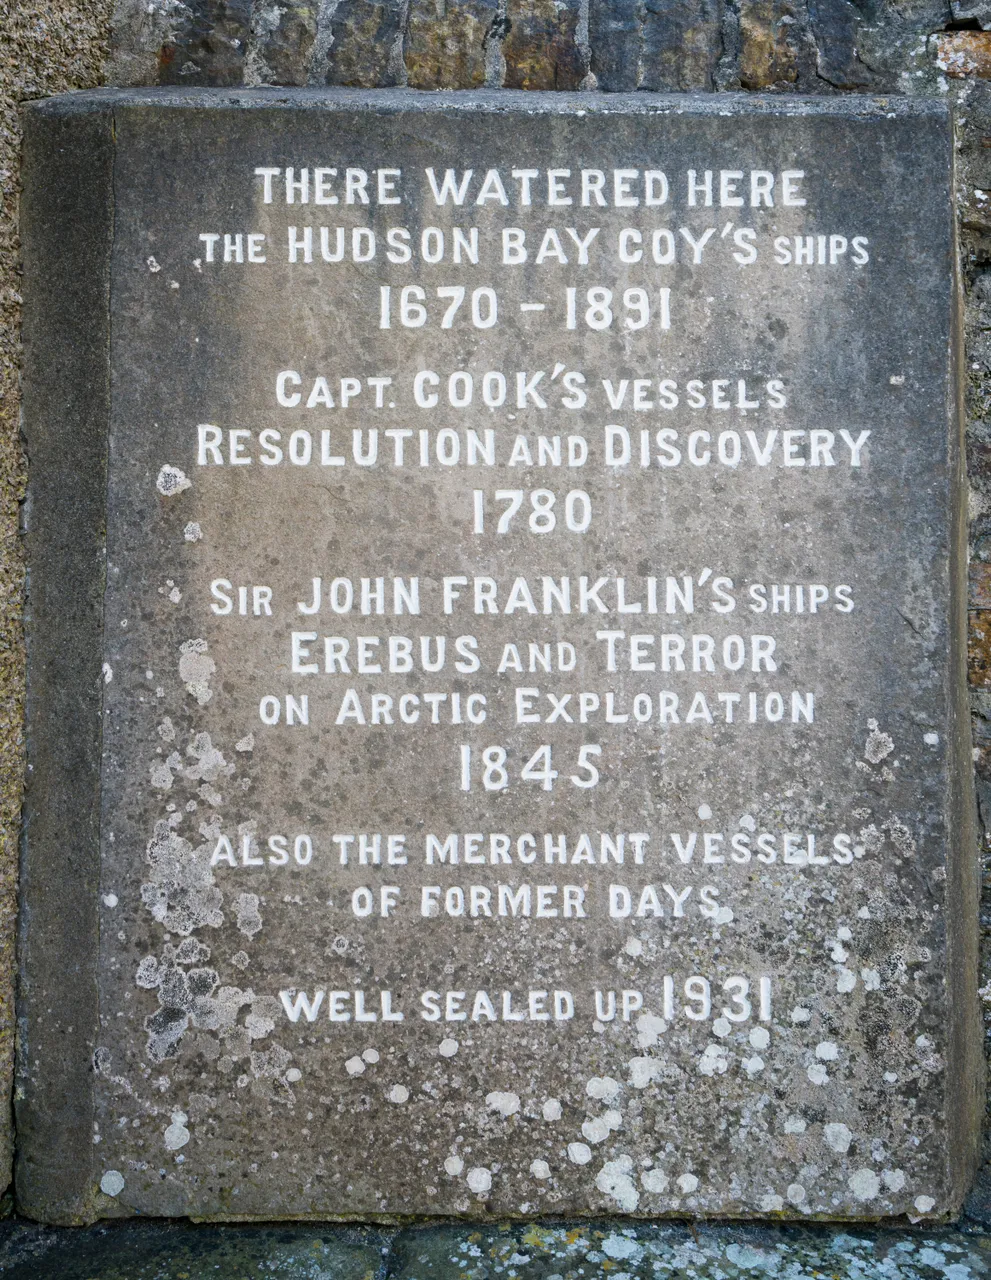 THERE WATERED HERE
THE HUDSON BAY COY'S SHIPS
1670 – 1891
CAPT. COOK'S VESSELS
RESOLUTION AND DISCOVERY
1780
SIR JOHN FRANKLIN'S SHIPS
EREBUS AND TERROR
ON ARCTIC EXPLORATION
1845
ALSO THE MERCHANT VESSELS
OF FORMER DAYS
WELL SEALED UP 1931